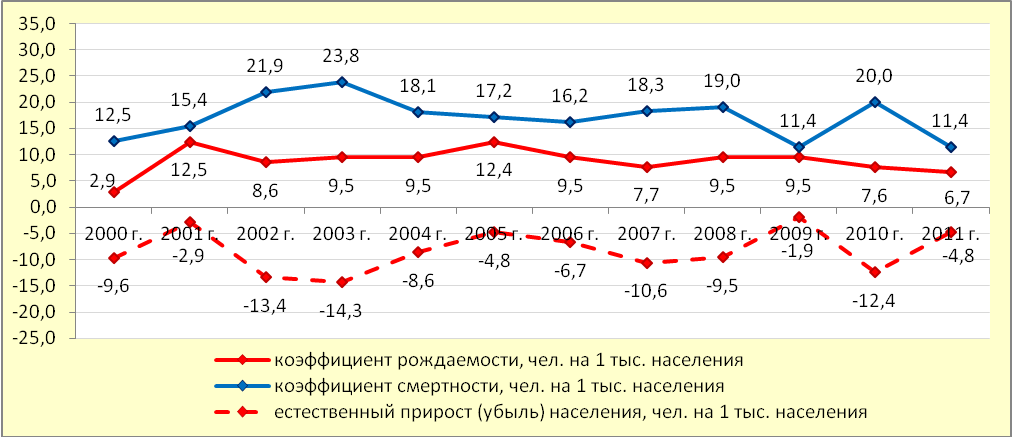 35,0
30,0
25,0
20,0
15,0
10,0
5,0
0,0
-5,0
-10,0
-15,0
-20,0
-25,0
12,5 15,4 21,9 23,8 18,1 17,2 16,2 18,3 19,0 11,4 20,0 11,4
2,9 12,5 8,6 9,5 9,5 12,4 9,5 7,7 9,5 9,5 7,6 6,7
2000 г. 2001 г. 2002 г. 2003 г. 2004 г. 2005 г. 2006 г. 2007 г. 2008 г. 2009 г. 2010 г. 2011 г.
-9,6 -2,9 -13,4 -14,3 -8,6 -4,8 -6,7 -10,6 -9,5 -1,9 -12,4 -4,8
коэффициент рождаемости, чел. на 1 тыс. населения
коэффициент смертности, чел. на 1 тыс. населения
естественный прирост (убыль) населения, чел. на 1 тыс. населения